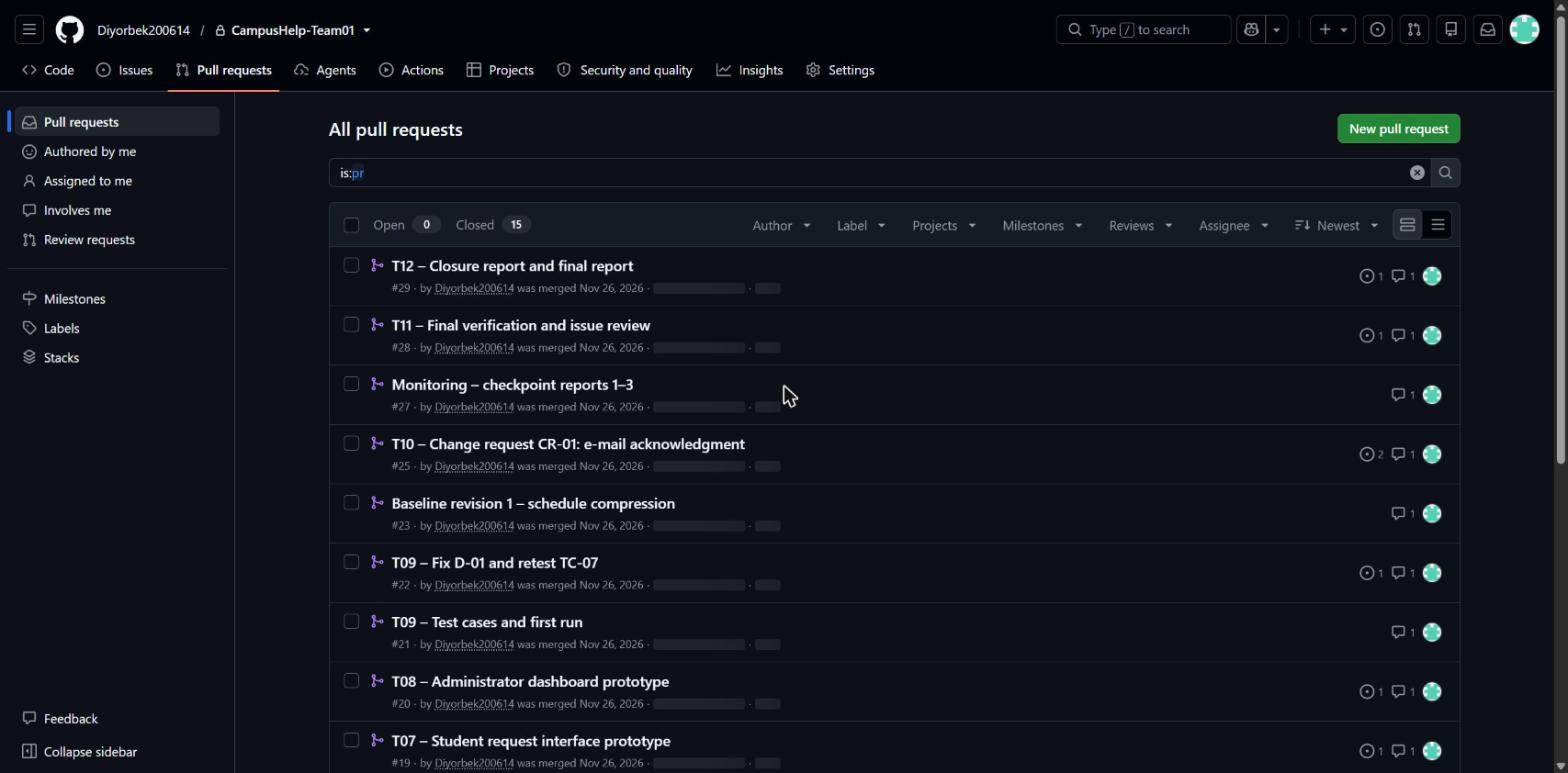 Diyorbek200614 / CampusHelp-Team01
Type / to search
Code Issues Pull requests Agents Actions Projects Security and quality Insights Settings
Pull requests
Authored by me
Assigned to me
Involves me
Review requests
Milestones
Labels
Stacks
Feedback
Collapse sidebar
All pull requests
New pull request
is:pr
Open 0 Closed 15 Author Label Projects Milestones Reviews Assignee Newest
T12 – Closure report and final report
#29 · by Diyorbek200614 was merged Nov 26, 2026 · ·
1 1
T11 – Final verification and issue review
#28 · by Diyorbek200614 was merged Nov 26, 2026 · ·
1 1
Monitoring – checkpoint reports 1–3
#27 · by Diyorbek200614 was merged Nov 26, 2026 · ·
1
T10 – Change request CR-01: e-mail acknowledgment
#25 · by Diyorbek200614 was merged Nov 26, 2026 · ·
2 1
Baseline revision 1 – schedule compression
#23 · by Diyorbek200614 was merged Nov 26, 2026 · ·
1
T09 – Fix D-01 and retest TC-07
#22 · by Diyorbek200614 was merged Nov 26, 2026 · ·
1 1
T09 – Test cases and first run
#21 · by Diyorbek200614 was merged Nov 26, 2026 · ·
1
T08 – Administrator dashboard prototype
#20 · by Diyorbek200614 was merged Nov 26, 2026 · ·
1 1
T07 – Student request interface prototype
#19 · by Diyorbek200614 was merged Nov 26, 2026 · ·
1 1